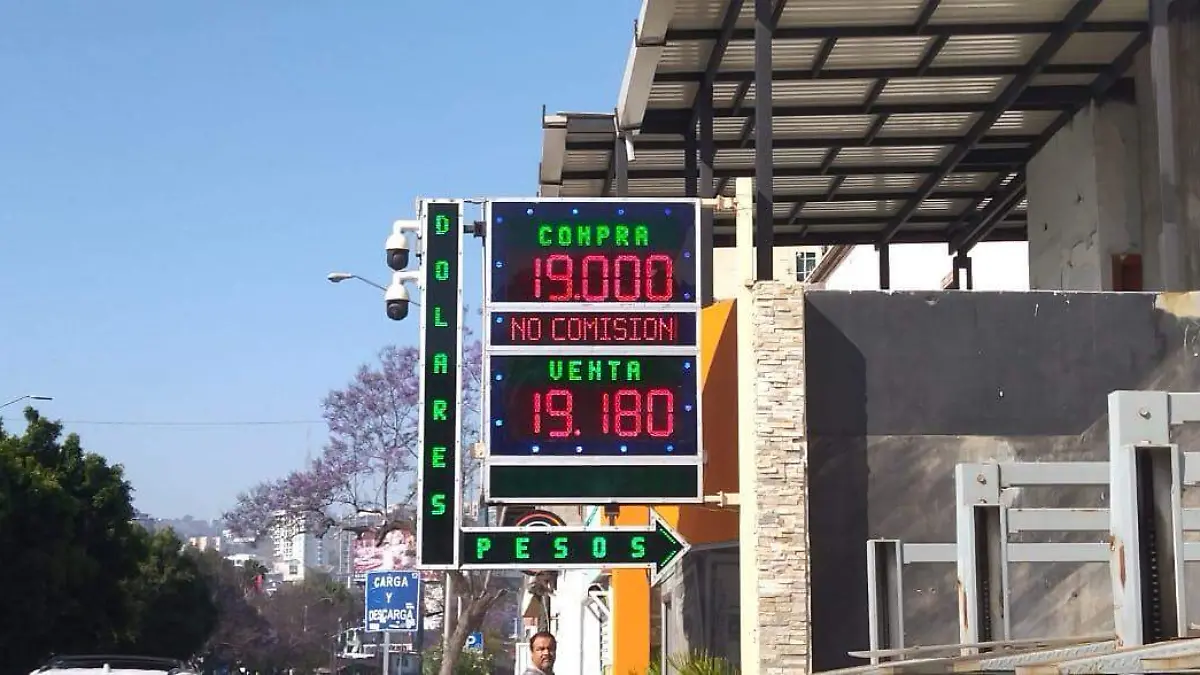 DOLARES
COMPRA
19.000
NO COMISION
VENTA
19.180
PESOS
CARGA
Y
DESCARGA
P